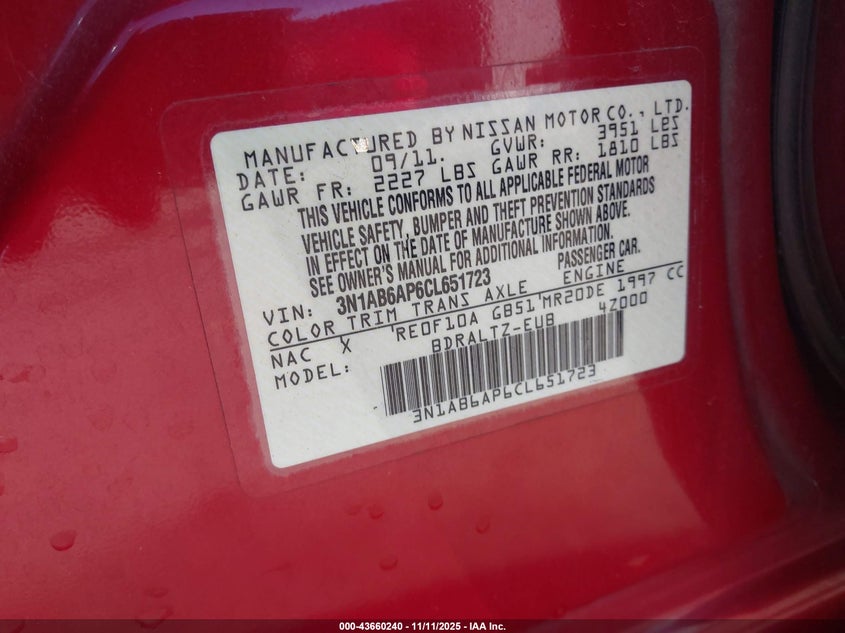 MANUFACTURED BY NISSAN MOTOR CO., LTD.
DATE: 09/11. GVWR: 3951 LBS
GAWR FR: 2227 LBS GAWR RR: 1810 LBS
THIS VEHICLE CONFORMS TO ALL APPLICABLE FEDERAL MOTOR
VEHICLE SAFETY, BUMPER AND THEFT PREVENTION STANDARDS
IN EFFECT ON THE DATE OF MANUFACTURE SHOWN ABOVE.
SEE OWNER'S MANUAL FOR ADDITIONAL INFORMATION.
VIN: 3N1AB6AP6CL651723 PASSENGER CAR.
COLOR TRIM TRANS AXLE ENGINE
NAC X RE0F10A GB51 MR20DE 1997 CC
MODEL: BDRALTZ-EUB 4Z000
3N1AB6AP6CL651723
000-43660240 - 11/11/2025 - IAA Inc.